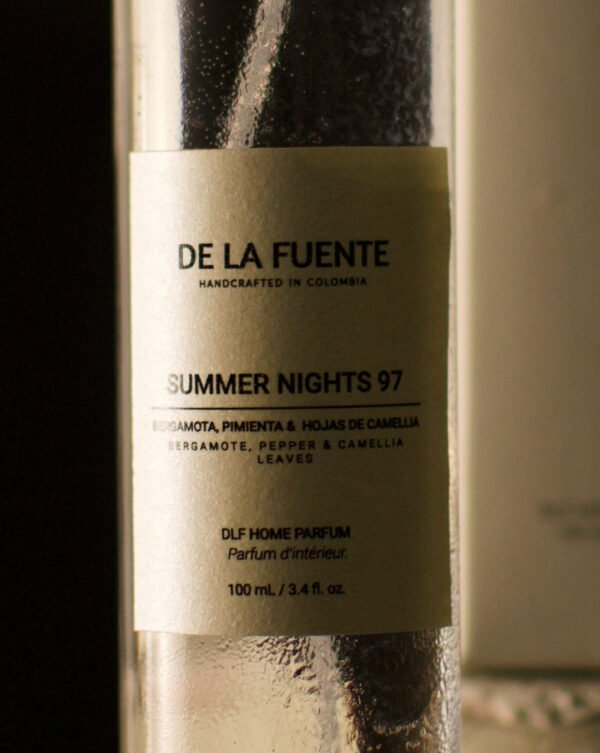 DE LA FUENTE
HANDCRAFTED IN COLOMBIA
SUMMER NIGHTS 97
BERGAMOTA, PIMIENTA & HOJAS DE CAMELLIA
BERGAMOTE, PEPPER & CAMELLIA
LEAVES
DLF HOME PARFUM
Parfum d'intérieur.
100 mL / 3.4 fl. oz.